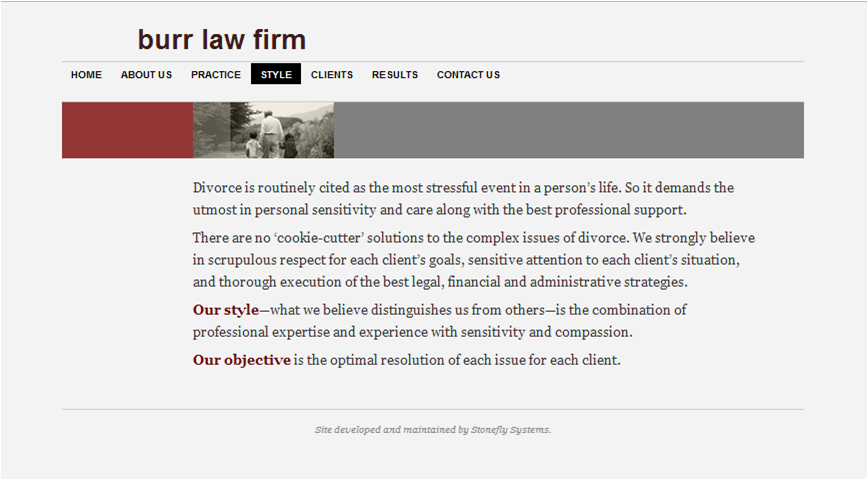 burr law firm
HOME ABOUT US PRACTICE STYLE CLIENTS RESULTS CONTACT US
Divorce is routinely cited as the most stressful event in a person’s life. So it demands the
utmost in personal sensitivity and care along with the best professional support.
There are no ‘cookie-cutter’ solutions to the complex issues of divorce. We strongly believe
in scrupulous respect for each client’s goals, sensitive attention to each client’s situation,
and thorough execution of the best legal, financial and administrative strategies.
Our style—what we believe distinguishes us from others—is the combination of
professional expertise and experience with sensitivity and compassion.
Our objective is the optimal resolution of each issue for each client.
Site developed and maintained by Stonefly Systems.